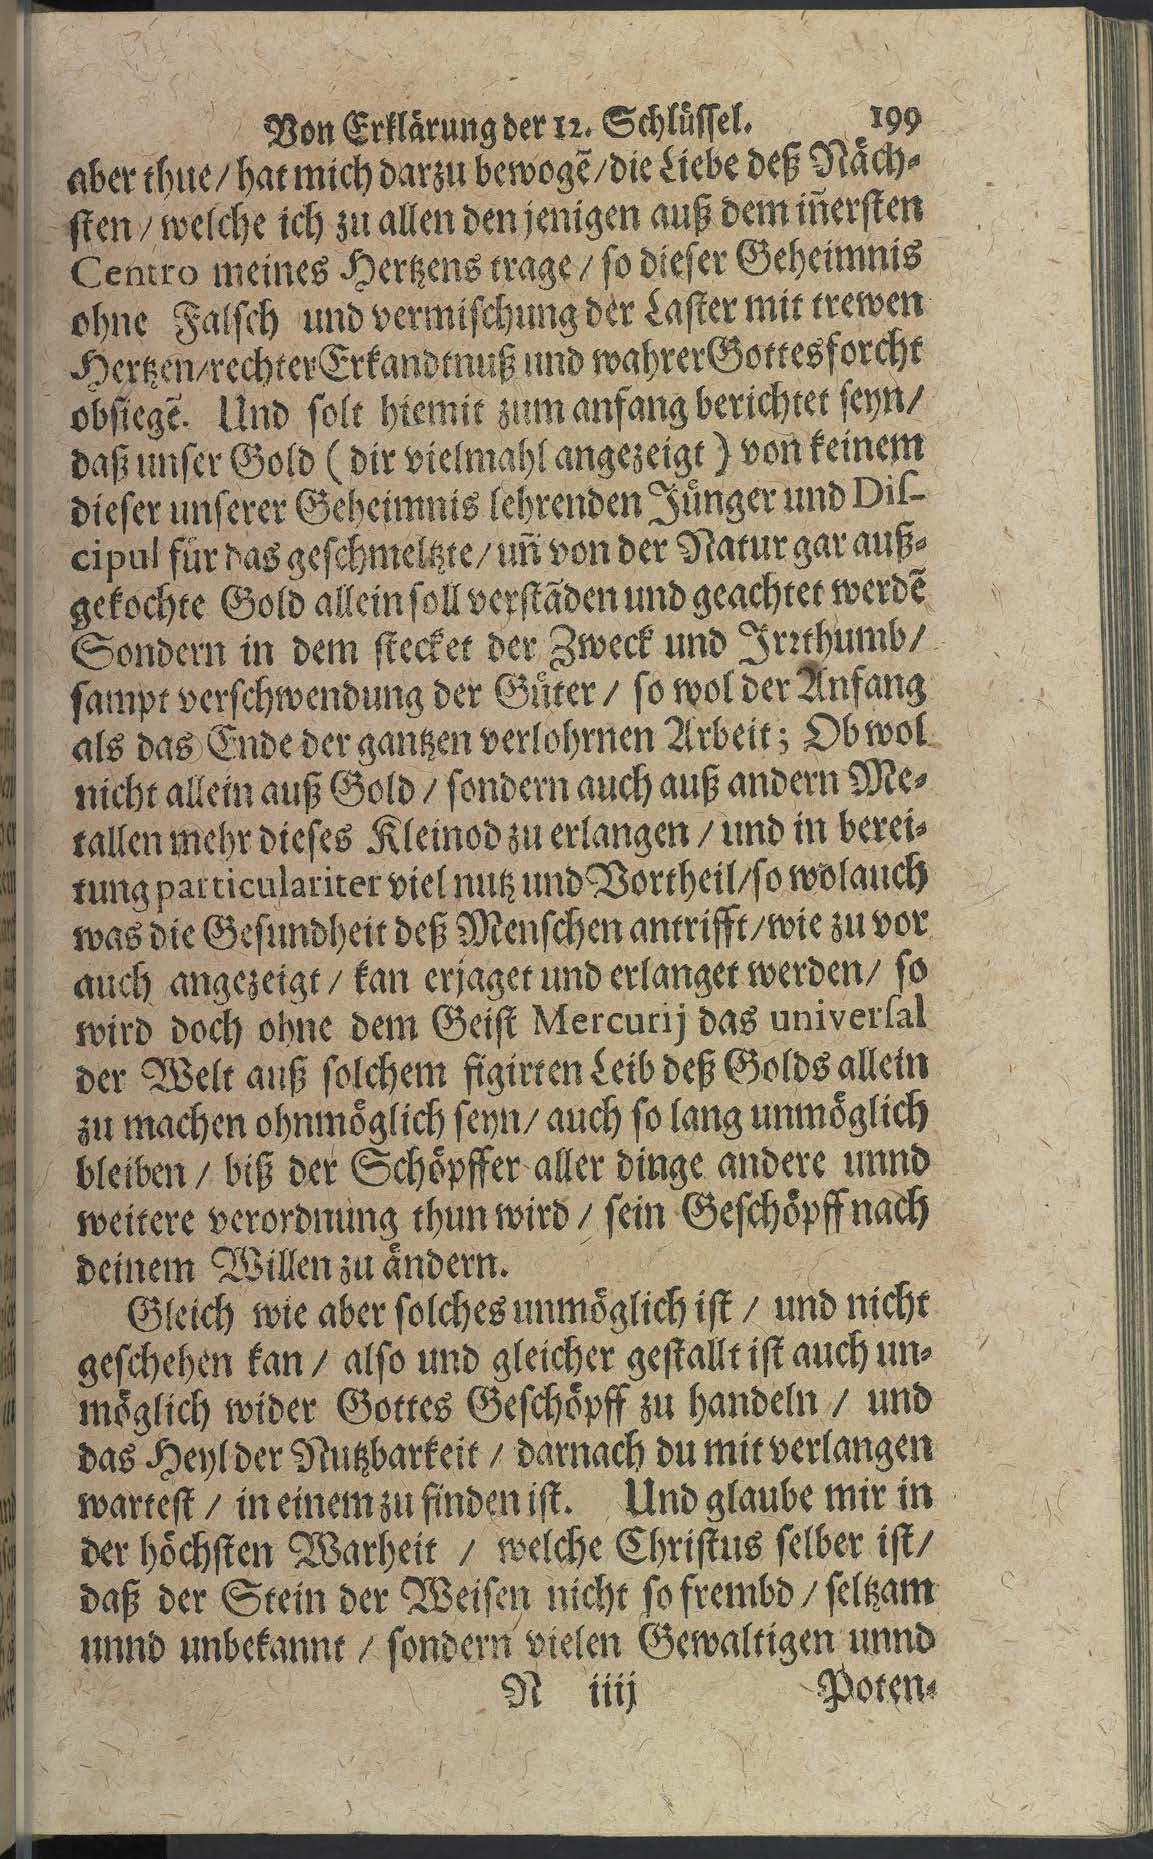 Von Erklärung der 12. Schlüssel. 199
aber thue / hat mich darzu bewogẽ / die Liebe deß Näch-
sten / welche ich zu allen den jenigen auß dem iñersten
Centro meines Hertzens trage / so dieser Geheimnis
ohne Falsch und vermischung der Laster mit trewen
Hertzen / rechter Erkandtnuß und wahrer Gottesforcht
obsiegẽ. Und solt hiemit zum anfang berichtet seyn /
daß unser Gold ( dir vielmahl angezeigt ) von keinem
dieser unserer Geheimnis lehrenden Jünger und Dis-
cipul für das geschmeltzte / uñ von der Natur gar auß-
gekochte Gold allein soll verstãden und geachtet werdẽ
Sondern in dem stecket der Zweck und Irrthumb /
sampt verschwendung der Güter / so wol der Anfang
als das Ende der gantzen verlohrnen Arbeit; Ob wol
nicht allein auß Gold / sondern auch auß andern Me-
tallen mehr dieses Kleinod zu erlangen / und in berei-
tung particulariter viel nutz und Vortheil / so wol auch
was die Gesundheit deß Menschen antrifft / wie zu vor
auch angezeigt / kan erjaget und erlanget werden / so
wird doch ohne dem Geist Mercurij das universal
der Welt auß solchem figirten Leib deß Golds allein
zu machen ohnmöglich seyn / auch so lang unmöglich
bleiben / biß der Schöpffer aller dinge andere unnd
weitere verordnung thun wird / sein Geschöpff nach
deinem Willen zu ändern.
Gleich wie aber solches unmöglich ist / und nicht
geschehen kan / also und gleicher gestallt ist auch un-
möglich wider Gottes Geschöpff zu handeln / und
das Heyl der Nutzbarkeit / darnach du mit verlangen
wartest / in einem zu finden ist. Und glaube mir in
der höchsten Warheit / welche Christus selber ist /
daß der Stein der Weisen nicht so frembd / seltzam
unnd unbekannt / sondern vielen Gewaltigen unnd
N iiij Poten-